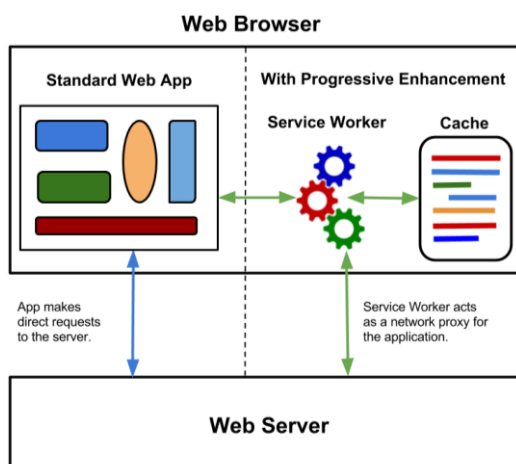 Web Browser
Standard Web App
With Progressive Enhancement
Service Worker
Cache
App makes
direct requests
to the server.
Service Worker acts
as a network proxy for
the application.
Web Server